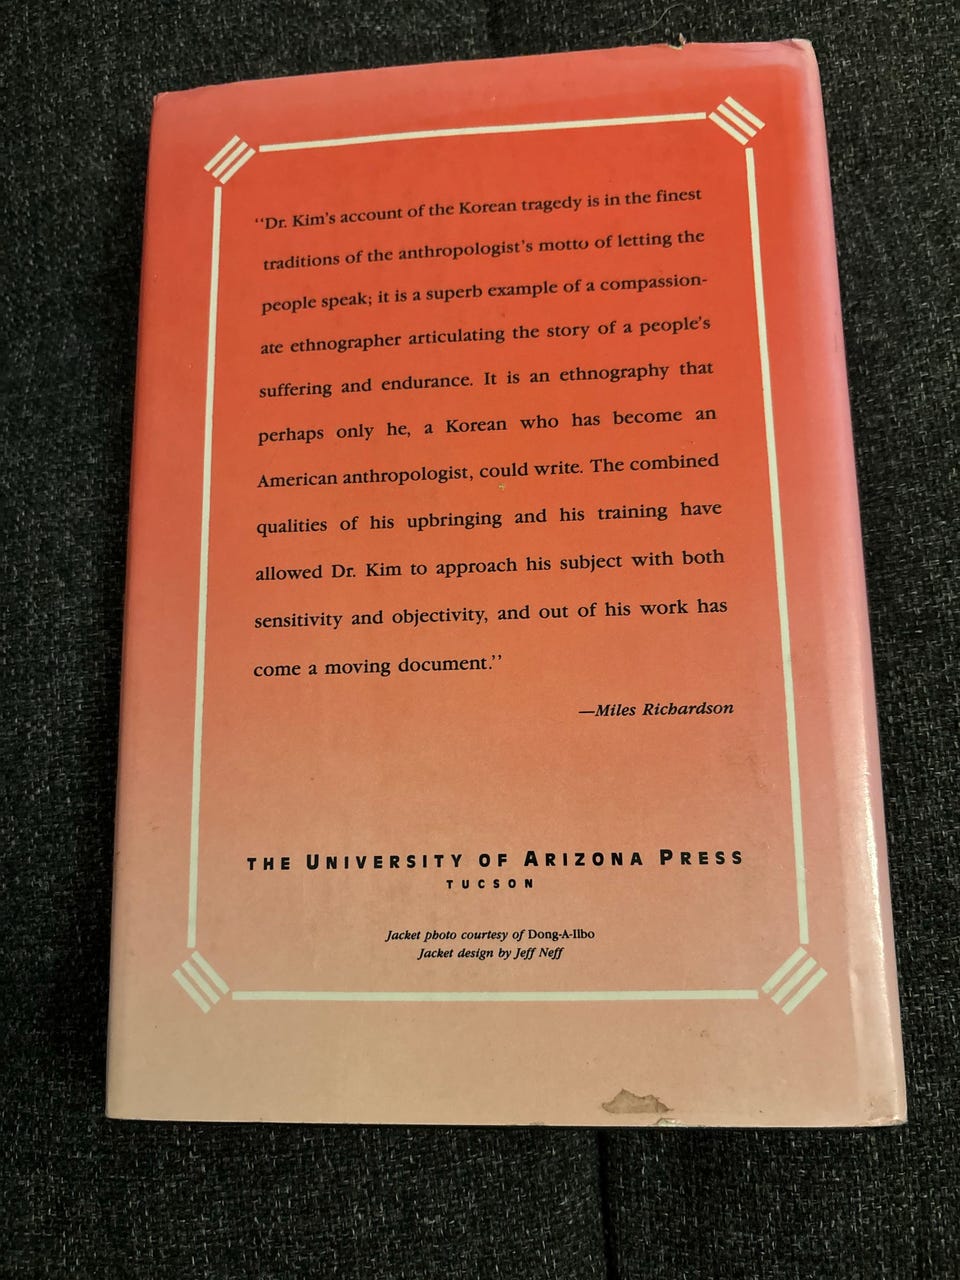 ‘‘Dr. Kim's account of the Korean tragedy is in the finest
traditions of the anthropologist's motto of letting the
people speak; it is a superb example of a compassion-
ate ethnographer articulating the story of a people's
suffering and endurance. It is an ethnography that
perhaps only he, a Korean who has become an
American anthropologist, could write. The combined
qualities of his upbringing and his training have
allowed Dr. Kim to approach his subject with both
sensitivity and objectivity, and out of his work has
come a moving document.’’
—Miles Richardson
THE UNIVERSITY OF ARIZONA PRESS
TUCSON
Jacket photo courtesy of Dong-A-Ilbo
Jacket design by Jeff Neff